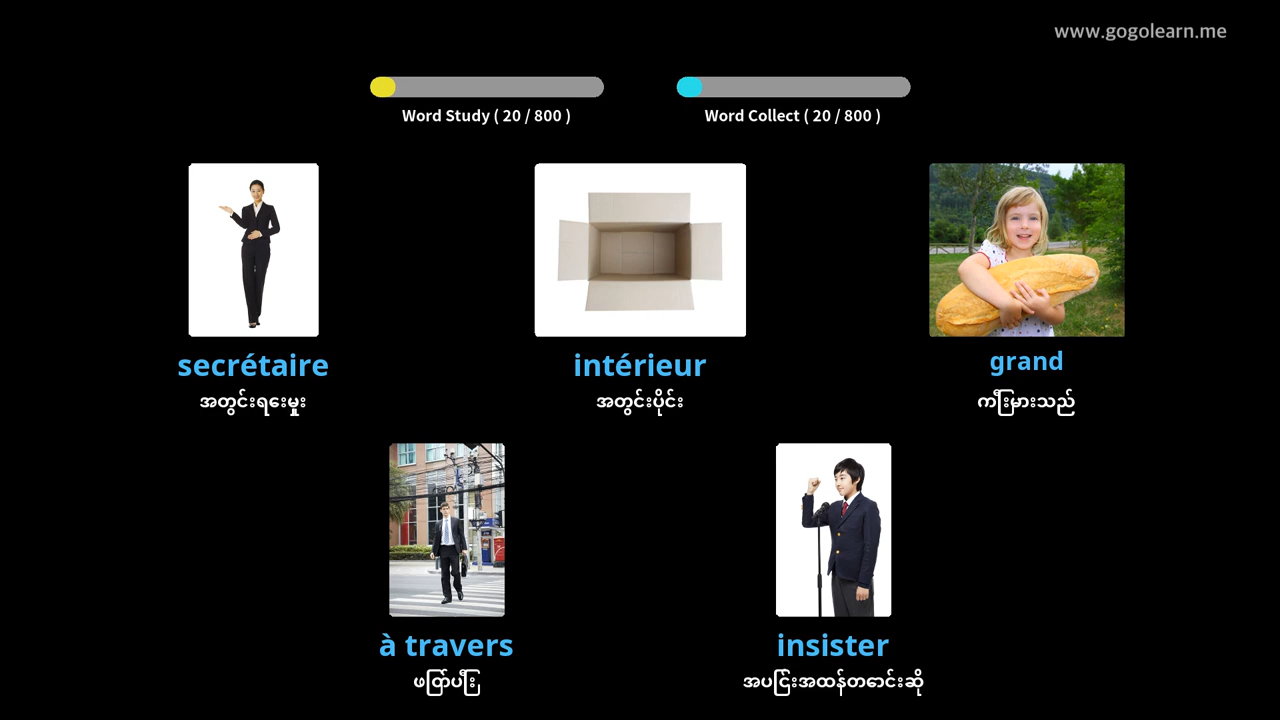 www.gogolearn.me
Word Study ( 20 / 800 )
Word Collect ( 20 / 800 )
secrétaire
အတွင်းရေးမှူး
intérieur
အတွင်းပိုင်း
grand
ကြီးမားသည်
à travers
ဖြတ်ပြီး
insister
အပြင်းအထန်တောင်းဆို